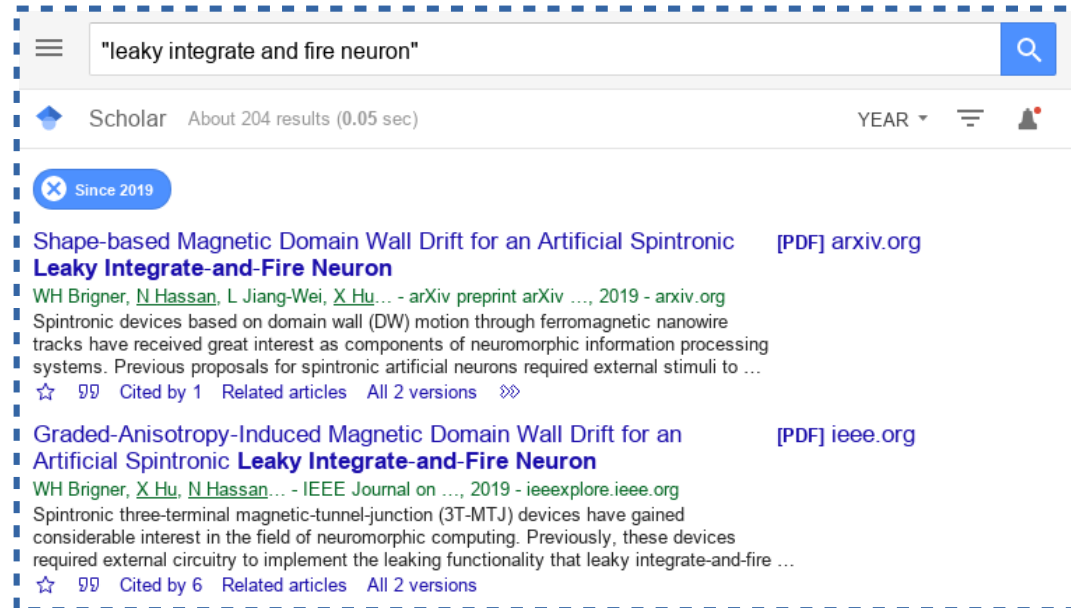 "leaky integrate and fire neuron"
Scholar About 204 results (0.05 sec) YEAR
Since 2019
Shape-based Magnetic Domain Wall Drift for an Artificial Spintronic [PDF] arxiv.org
Leaky Integrate-and-Fire Neuron
WH Brigner, N Hassan, L Jiang-Wei, X Hu… - arXiv preprint arXiv …, 2019 - arxiv.org
Spintronic devices based on domain wall (DW) motion through ferromagnetic nanowire
tracks have received great interest as components of neuromorphic information processing
systems. Previous proposals for spintronic artificial neurons required external stimuli to …
Cited by 1 Related articles All 2 versions
Graded-Anisotropy-Induced Magnetic Domain Wall Drift for an [PDF] ieee.org
Artificial Spintronic Leaky Integrate-and-Fire Neuron
WH Brigner, X Hu, N Hassan… - IEEE Journal on …, 2019 - ieeexplore.ieee.org
Spintronic three-terminal magnetic-tunnel-junction (3T-MTJ) devices have gained
considerable interest in the field of neuromorphic computing. Previously, these devices
required external circuitry to implement the leaking functionality that leaky integrate-and-fire …
Cited by 6 Related articles All 2 versions